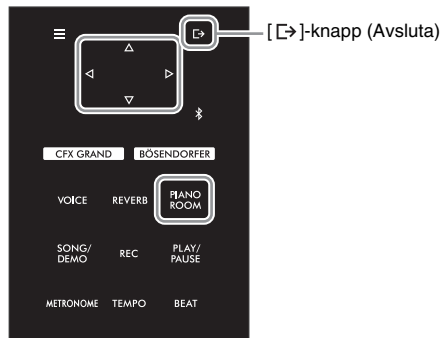 [ ]-knapp (Avsluta)
CFX GRAND BÖSENDORFER
VOICE REVERB PIANO ROOM
SONG/DEMO REC PLAY/PAUSE
METRONOME TEMPO BEAT